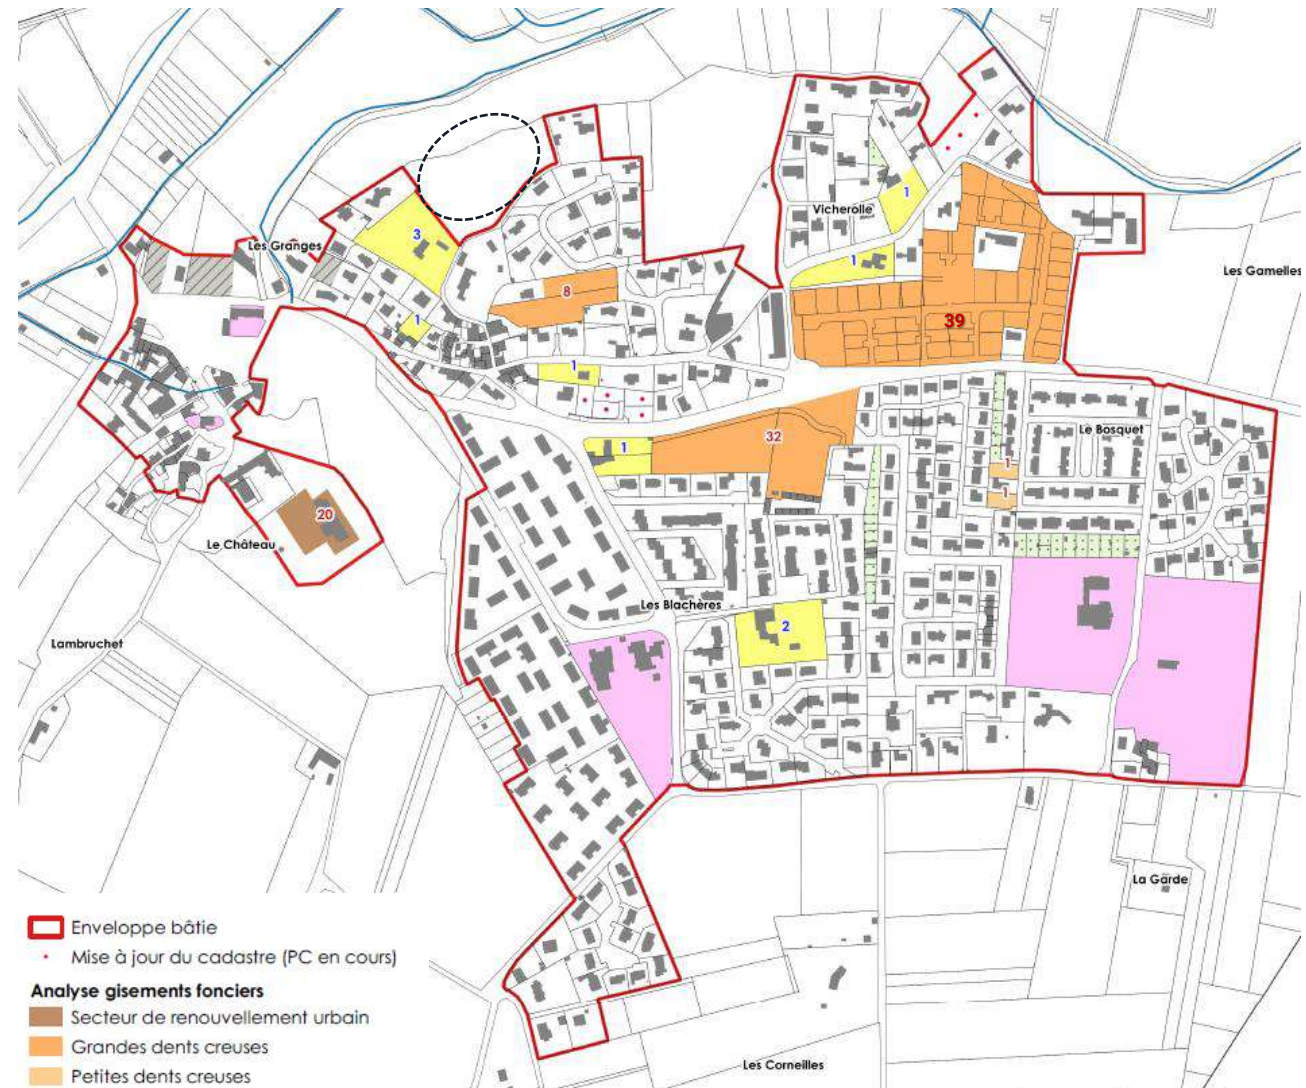 1
Vicherolle
3
Les Granges
1
Les Gamelles
8
39
1
1
Le Bosquet
32
1
1
1
20
Le Château
Les Blachères
2
Lambruchet
La Garde
Enveloppe bâtie
Mise à jour du cadastre (PC en cours)
Analyse gisements fonciers
Secteur de renouvellement urbain
Grandes dents creuses
Petites dents creuses
Les Corneilles